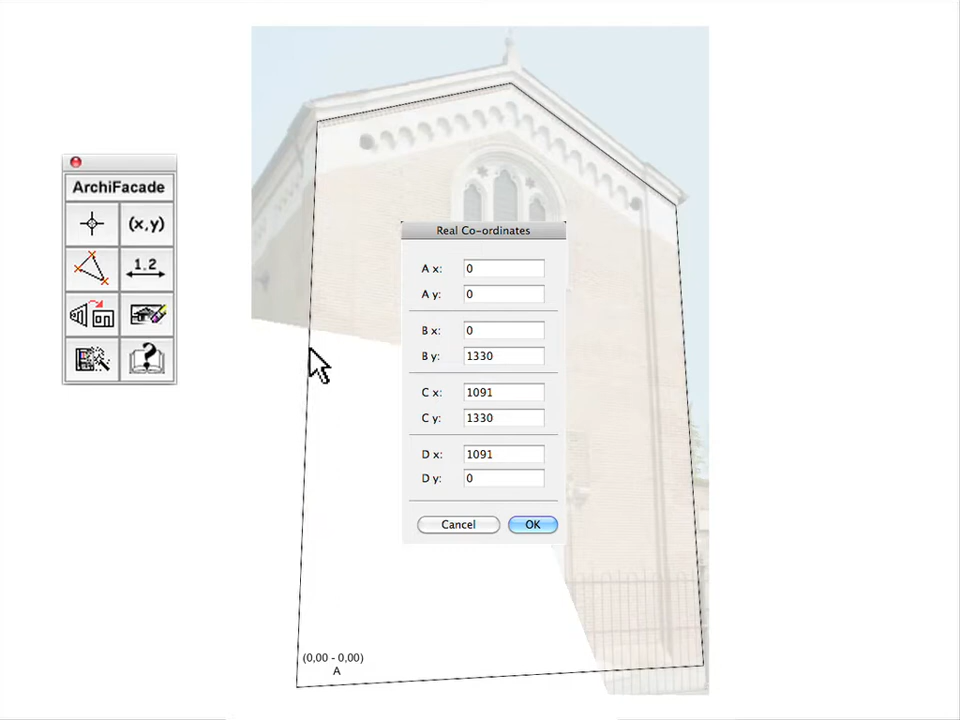 ArchiFacade
(x,y)
1.2
Real Co-ordinates
A x: 0
A y: 0
B x: 0
B y: 1330
C x: 1091
C y: 1330
D x: 1091
D y: 0
Cancel OK
(0,00 - 0,00)
A